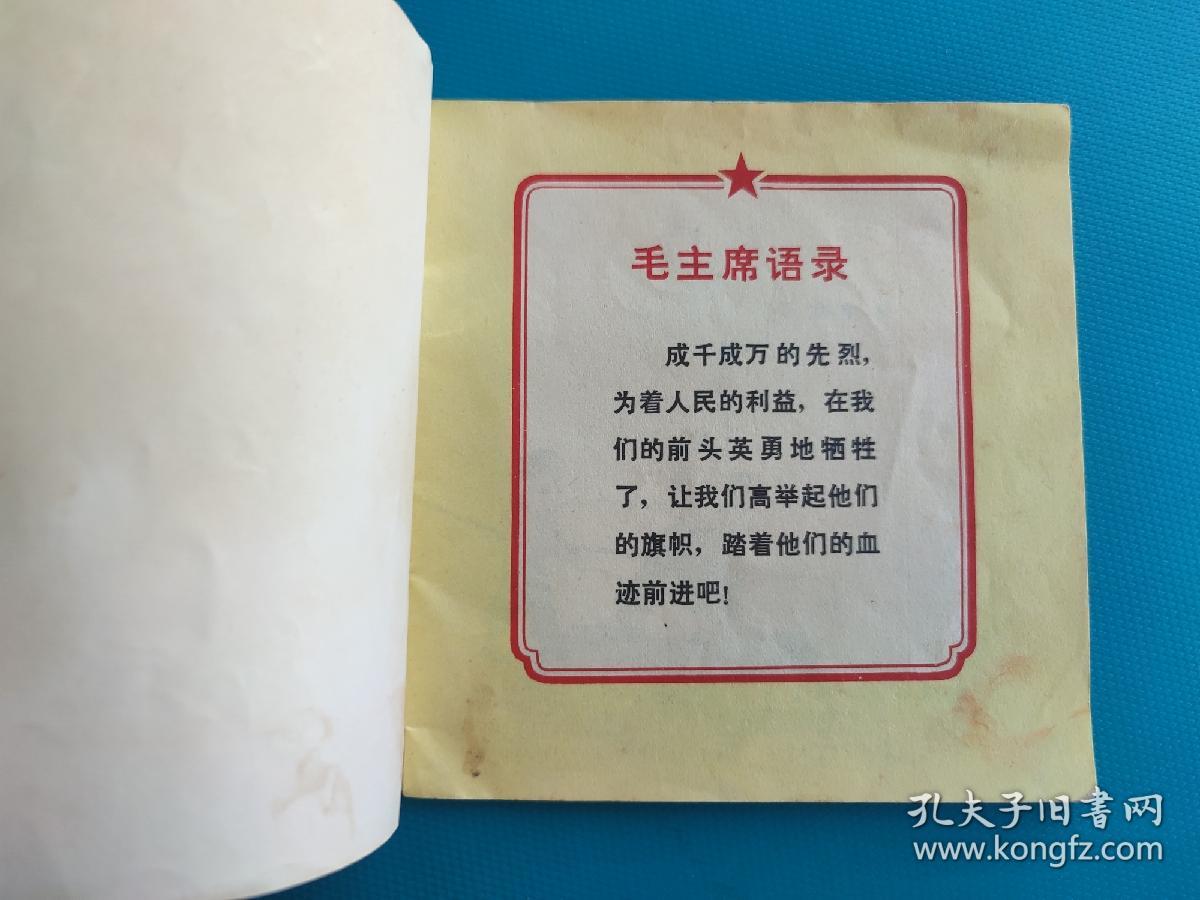 毛主席语录
成千成万的先烈，
为着人民的利益，在我
们的前头英勇地牺牲
了，让我们高举起他们
的旗帜，踏着他们的血
迹前进吧！
孔夫子旧書网
www.kongfz.com